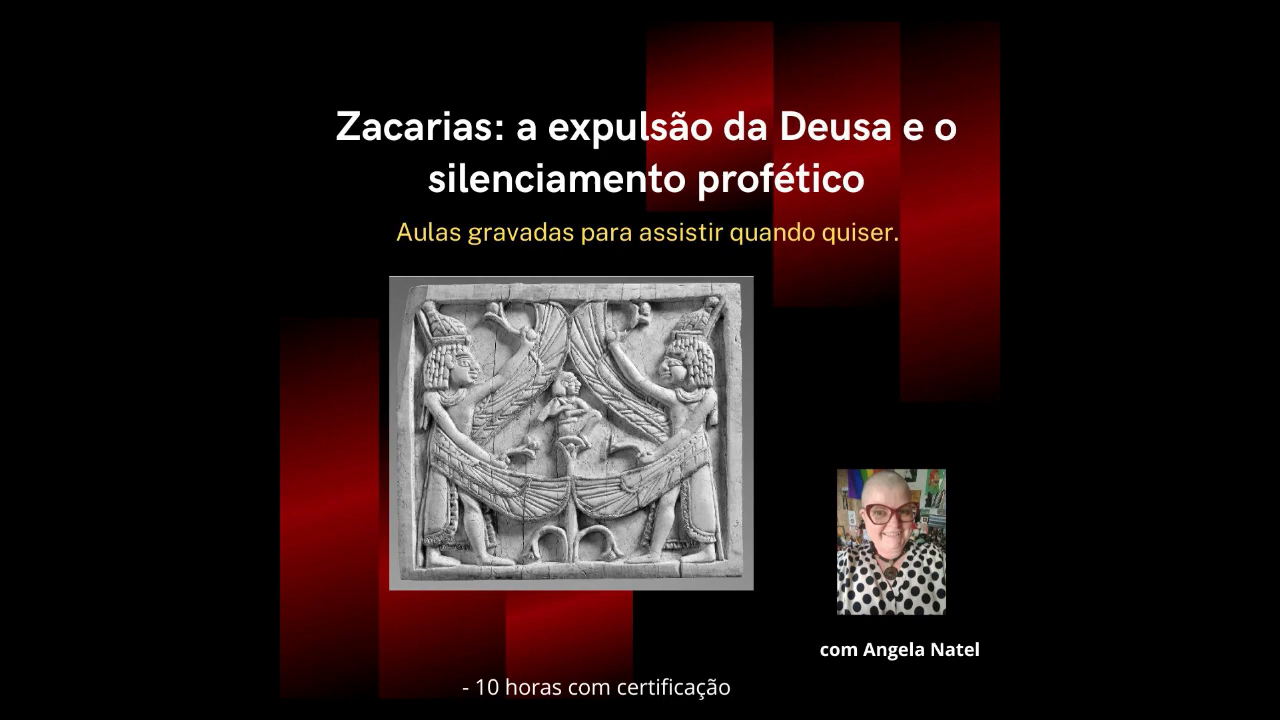 Zacarias: a expulsão da Deusa e o
silenciamento profético
Aulas gravadas para assistir quando quiser.
com Angela Natel
- 10 horas com certificação